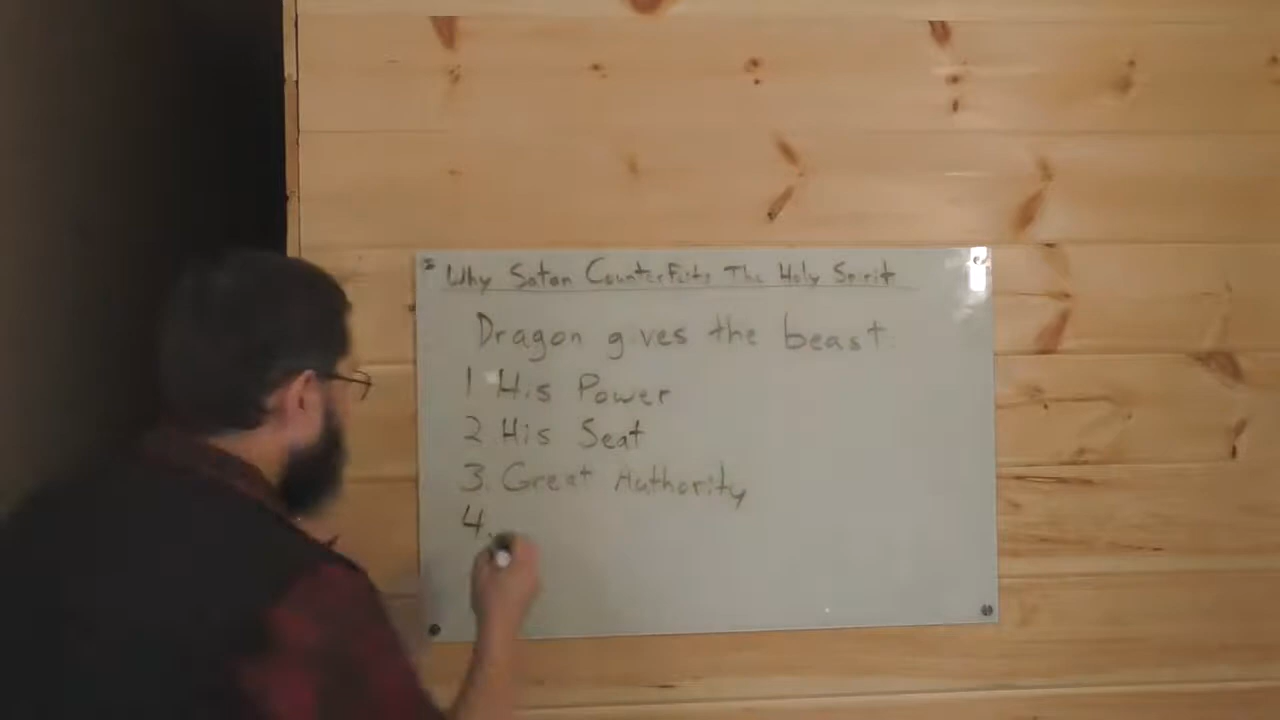 Why Satan Counterfeits The Holy Spirit
Dragon gives the beast
1 His Power
2. His Seat
3. Great Authority
4.